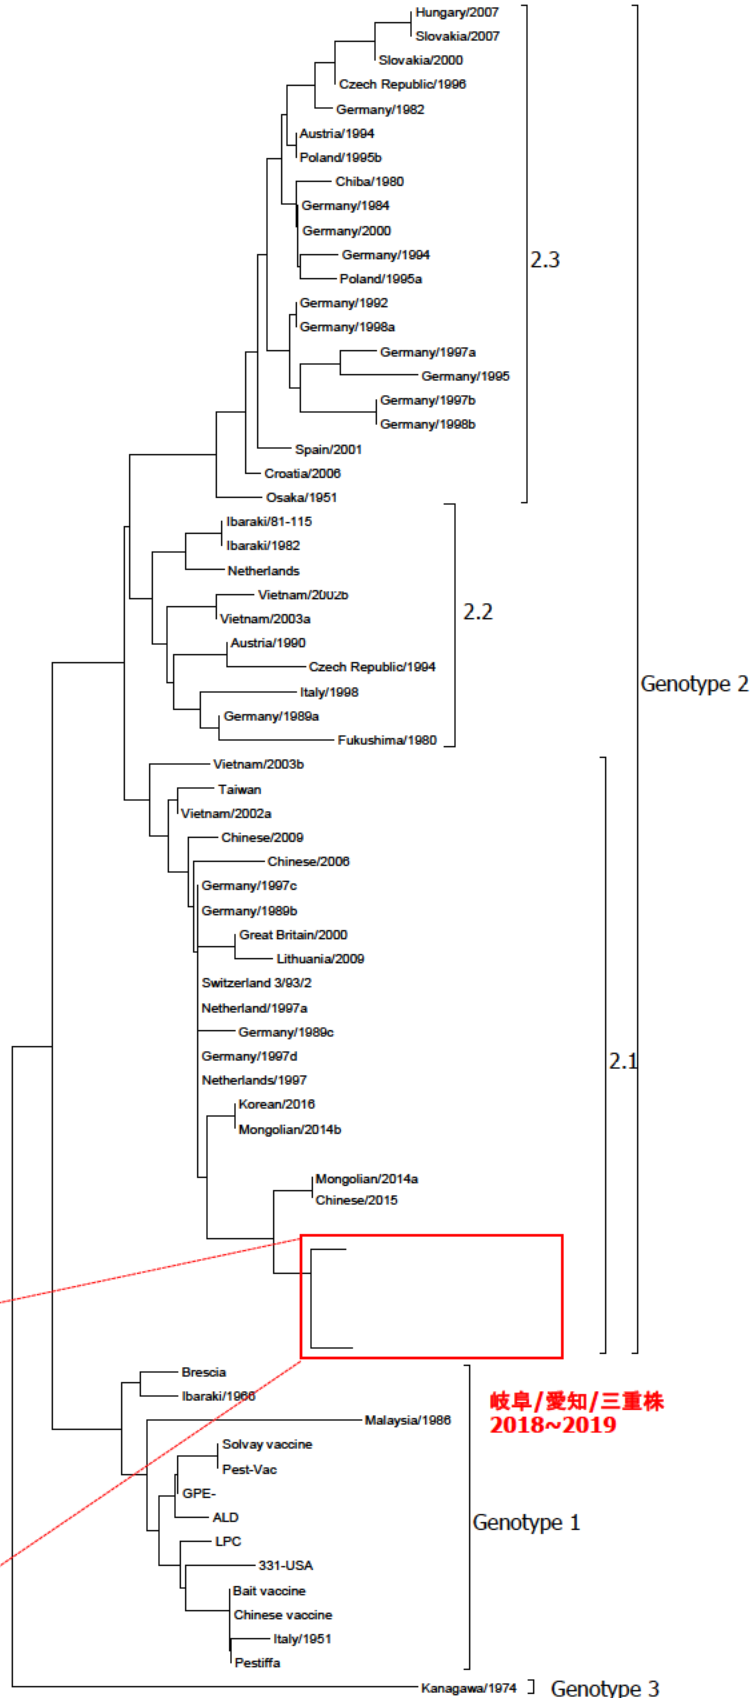 Hungary/2007
Slovakia/2007
Slovakia/2000
Czech Republic/1996
Germany/1982
Austria/1994
Poland/1995b
Chiba/1980
Germany/1984
Germany/2000
Germany/1994
2.3
Poland/1995a
Germany/1992
Germany/1998a
Germany/1997a
Germany/1995
Germany/1997b
Germany/1998b
Spain/2001
Croatia/2006
Osaka/1951
Ibaraki/81-115
Ibaraki/1982
Netherlands
Vietnam/2002b
2.2
Vietnam/2003a
Austria/1990
Czech Republic/1994
Genotype 2
Italy/1998
Germany/1989a
Fukushima/1980
Vietnam/2003b
Taiwan
Vietnam/2002a
Chinese/2009
Chinese/2006
Germany/1997c
Germany/1989b
Great Britain/2000
Lithuania/2009
Switzerland 3/93/2
Netherland/1997a
Germany/1989c
Germany/1997d
2.1
Netherlands/1997
Korean/2016
Mongolian/2014b
Mongolian/2014a
Chinese/2015
Brescia
Ibaraki/1966
岐阜/愛知/三重株
2018~2019
Malaysia/1986
Solvay vaccine
Pest-Vac
GPE-
ALD
Genotype 1
LPC
331-USA
Bait vaccine
Chinese vaccine
Italy/1951
Pestiffa
Kanagawa/1974
Genotype 3